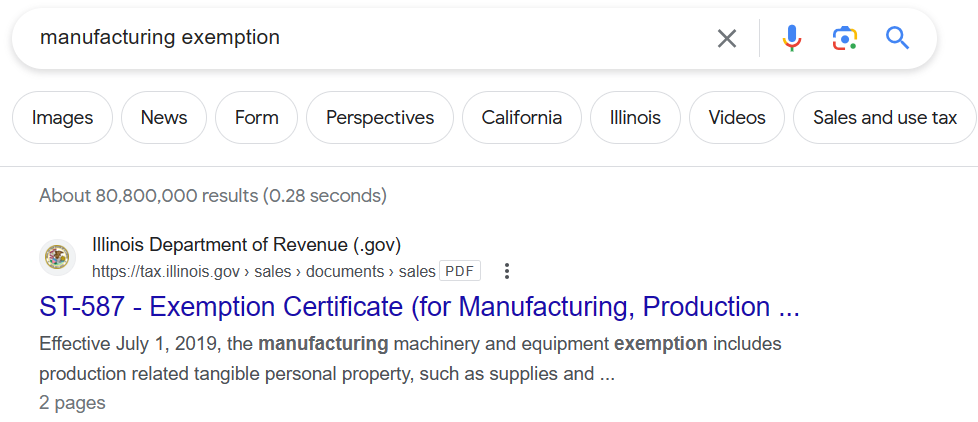 manufacturing exemption
Images News Form Perspectives California Illinois Videos Sales and use tax
About 80,800,000 results (0.28 seconds)
Illinois Department of Revenue (.gov)
https://tax.illinois.gov › sales › documents › sales PDF
ST-587 - Exemption Certificate (for Manufacturing, Production ...
Effective July 1, 2019, the manufacturing machinery and equipment exemption includes
production related tangible personal property, such as supplies and ...
2 pages